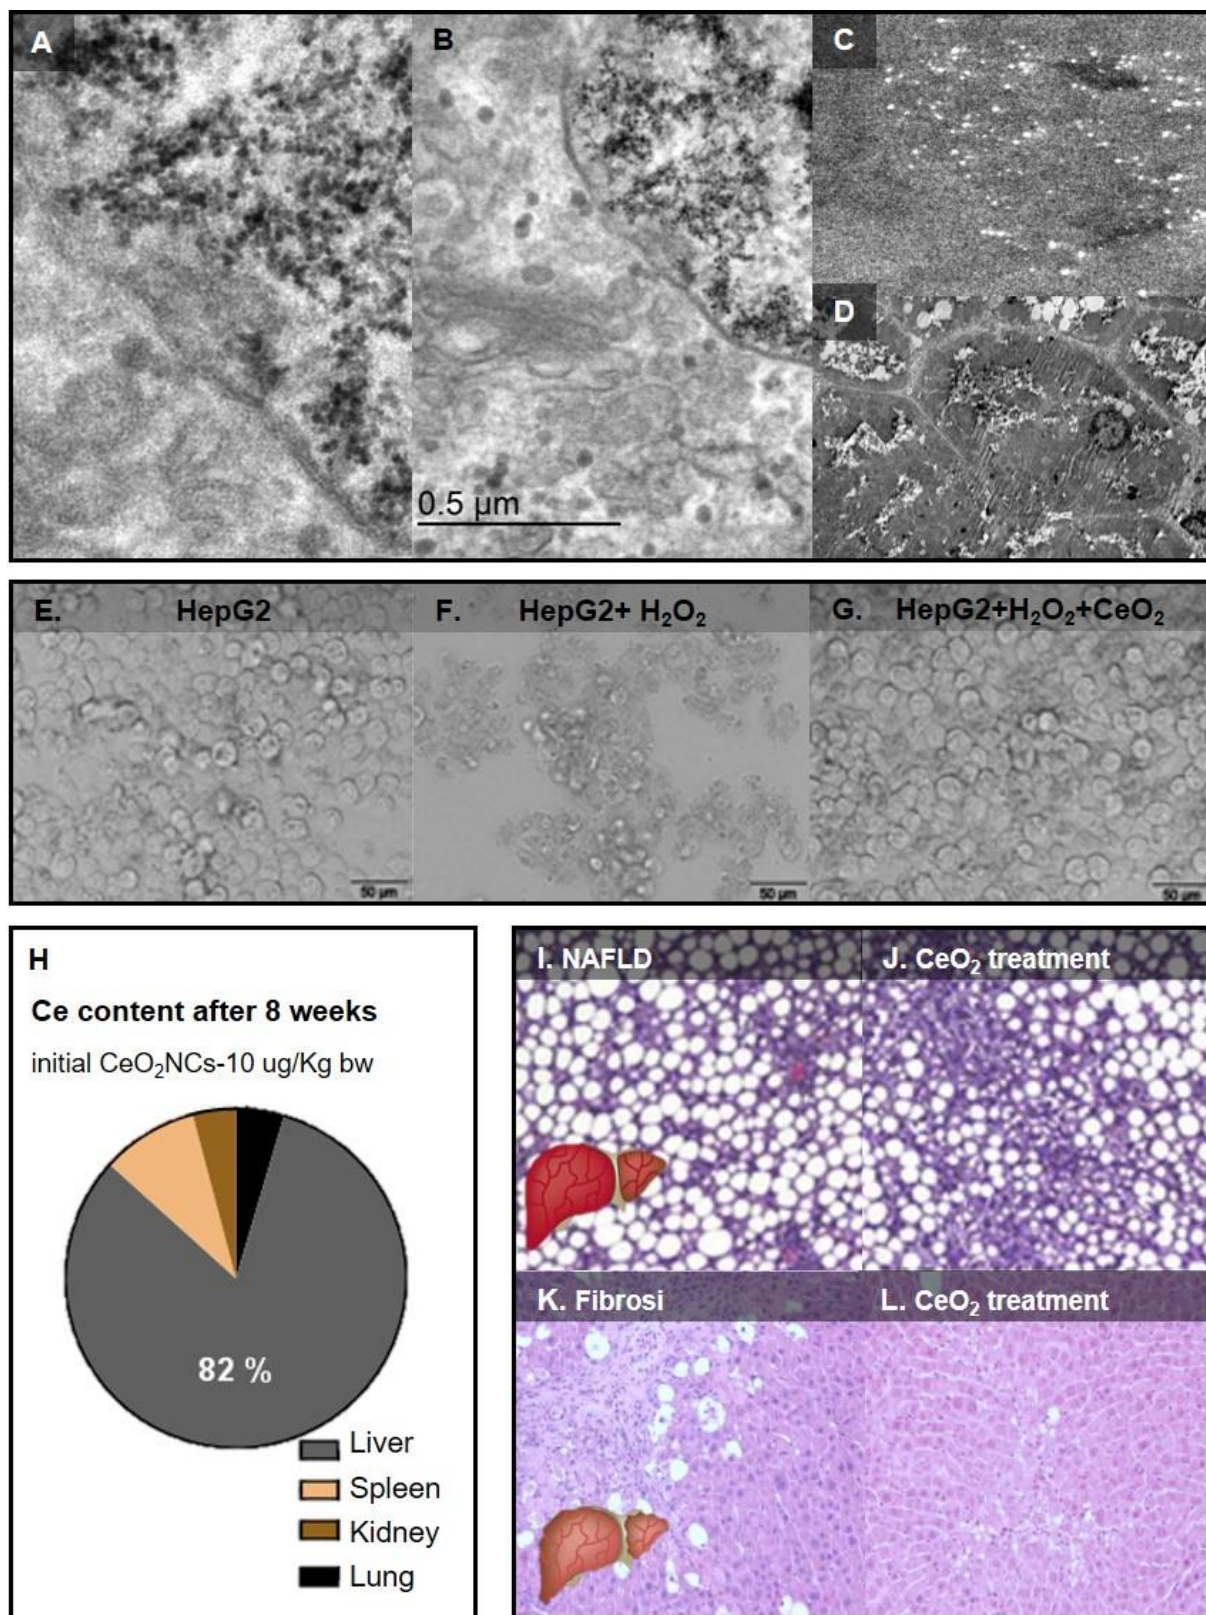 A
B
C
D
0.5 µm
E. HepG2
F. HepG2+ H₂O₂
G. HepG2+H₂O₂+CeO₂
50 µm
50 µm
50 µm
H
Ce content after 8 weeks
initial CeO₂NCs-10 ug/Kg bw
82 %
Liver
Spleen
Kidney
Lung
I. NAFLD
J. CeO₂ treatment
K. Fibrosi
L. CeO₂ treatment